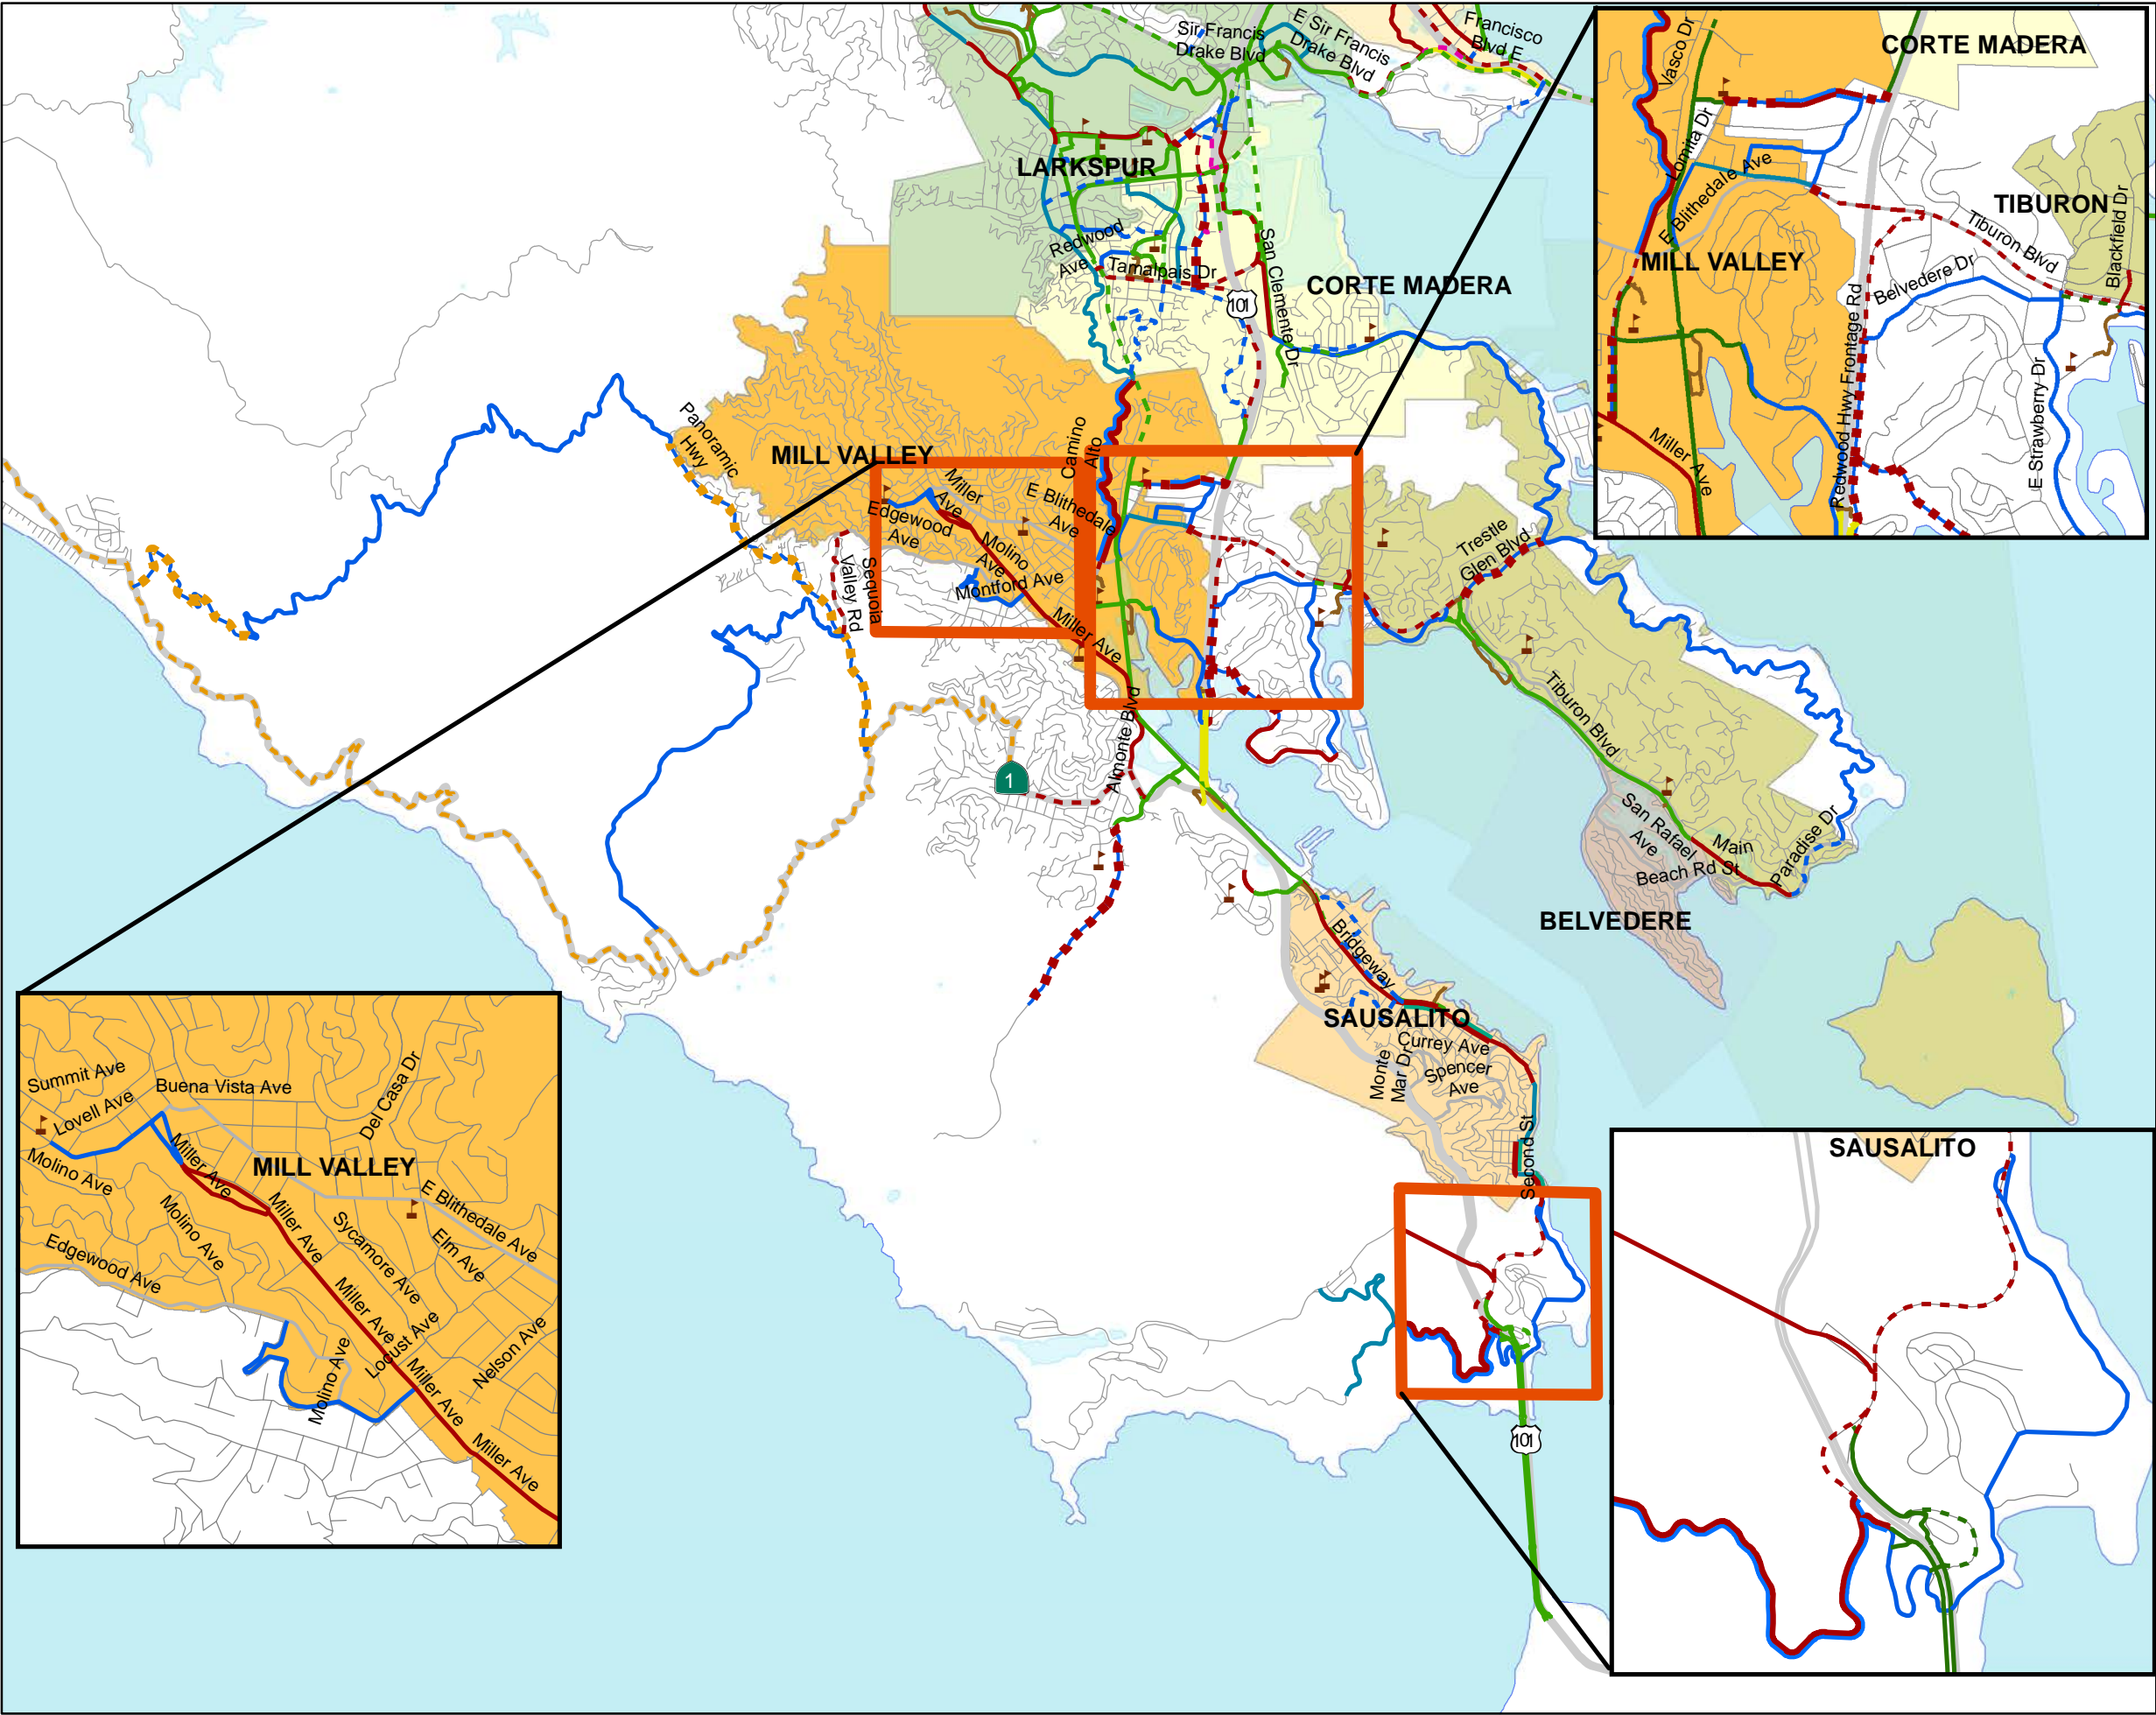 Sir Francis
Drake Blvd
E Sir Francis
Drake Blvd
Francisco
Blvd E
LARKSPUR
Redwood
Ave
Tamalpais Dr
San Clemente Dr
101
CORTE MADERA
Panoramic
Hwy
MILL VALLEY
Camino
Alto
Miller
Ave
E Blithedale
Ave
Edgewood
Ave
Molino
Ave
Montford Ave
Sequoia
Valley Rd
Miller Ave
Trestle
Glen Blvd
Tiburon Blvd
Almonte Blvd
1
San Rafael
Ave
Main
St
Beach Rd
Paradise Dr
BELVEDERE
Bridgeway
SAUSALITO
Currey Ave
Monte
Mar Dr
Spencer
Ave
Second St
101
CORTE MADERA
Vasco Dr
Lomita Dr
E Blithedale Ave
MILL VALLEY
TIBURON
Tiburon Blvd
Blackfield Dr
Belvedere Dr
Redwood Hwy Frontage Rd
E Strawberry Dr
Miller Ave
Summit Ave
Lovell Ave
Buena Vista Ave
Del Casa Dr
Molino Ave
Miller Ave
MILL VALLEY
E Blithedale Ave
Molino Ave
Miller Ave
Sycamore Ave
Elm Ave
Edgewood Ave
Miller Ave
Locust Ave
Nelson Ave
Molino Ave
Miller Ave
Miller Ave
SAUSALITO